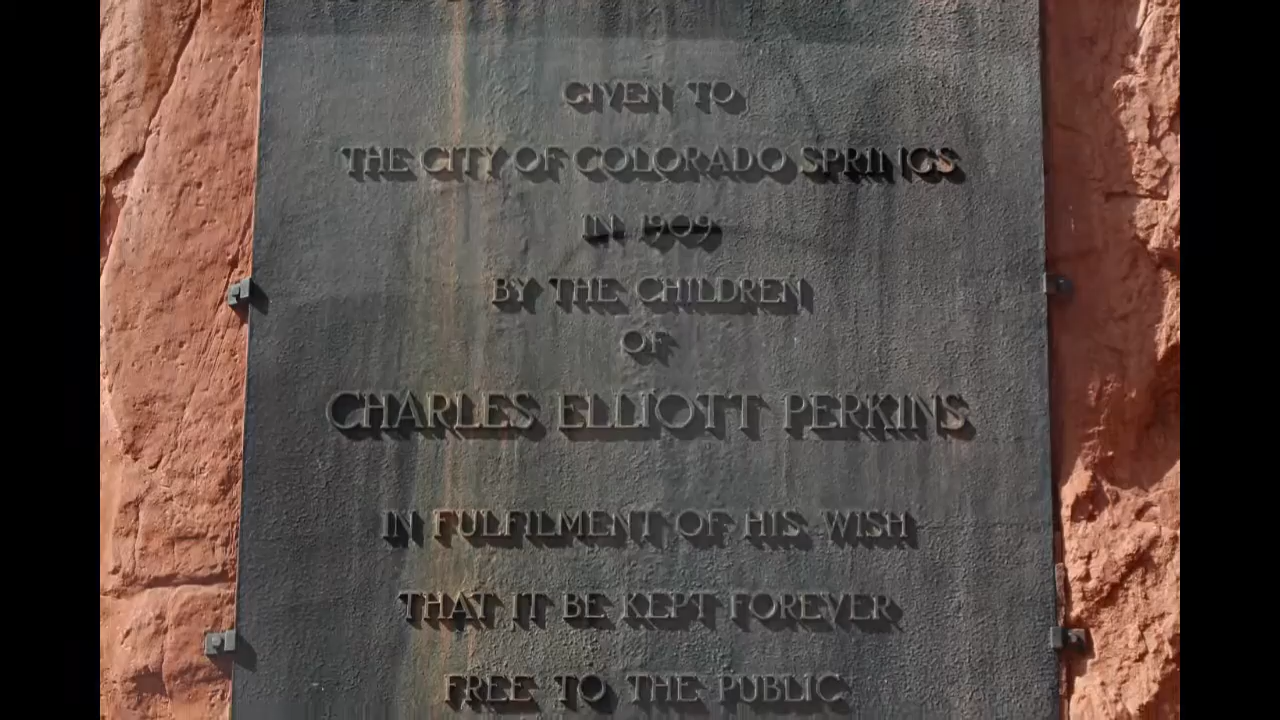 GIVEN TO
THE CITY OF COLORADO SPRINGS
IN 1909
BY THE CHILDREN
OF
CHARLES ELLIOTT PERKINS
IN FULFILMENT OF HIS WISH
THAT IT BE KEPT FOREVER
FREE TO THE PUBLIC